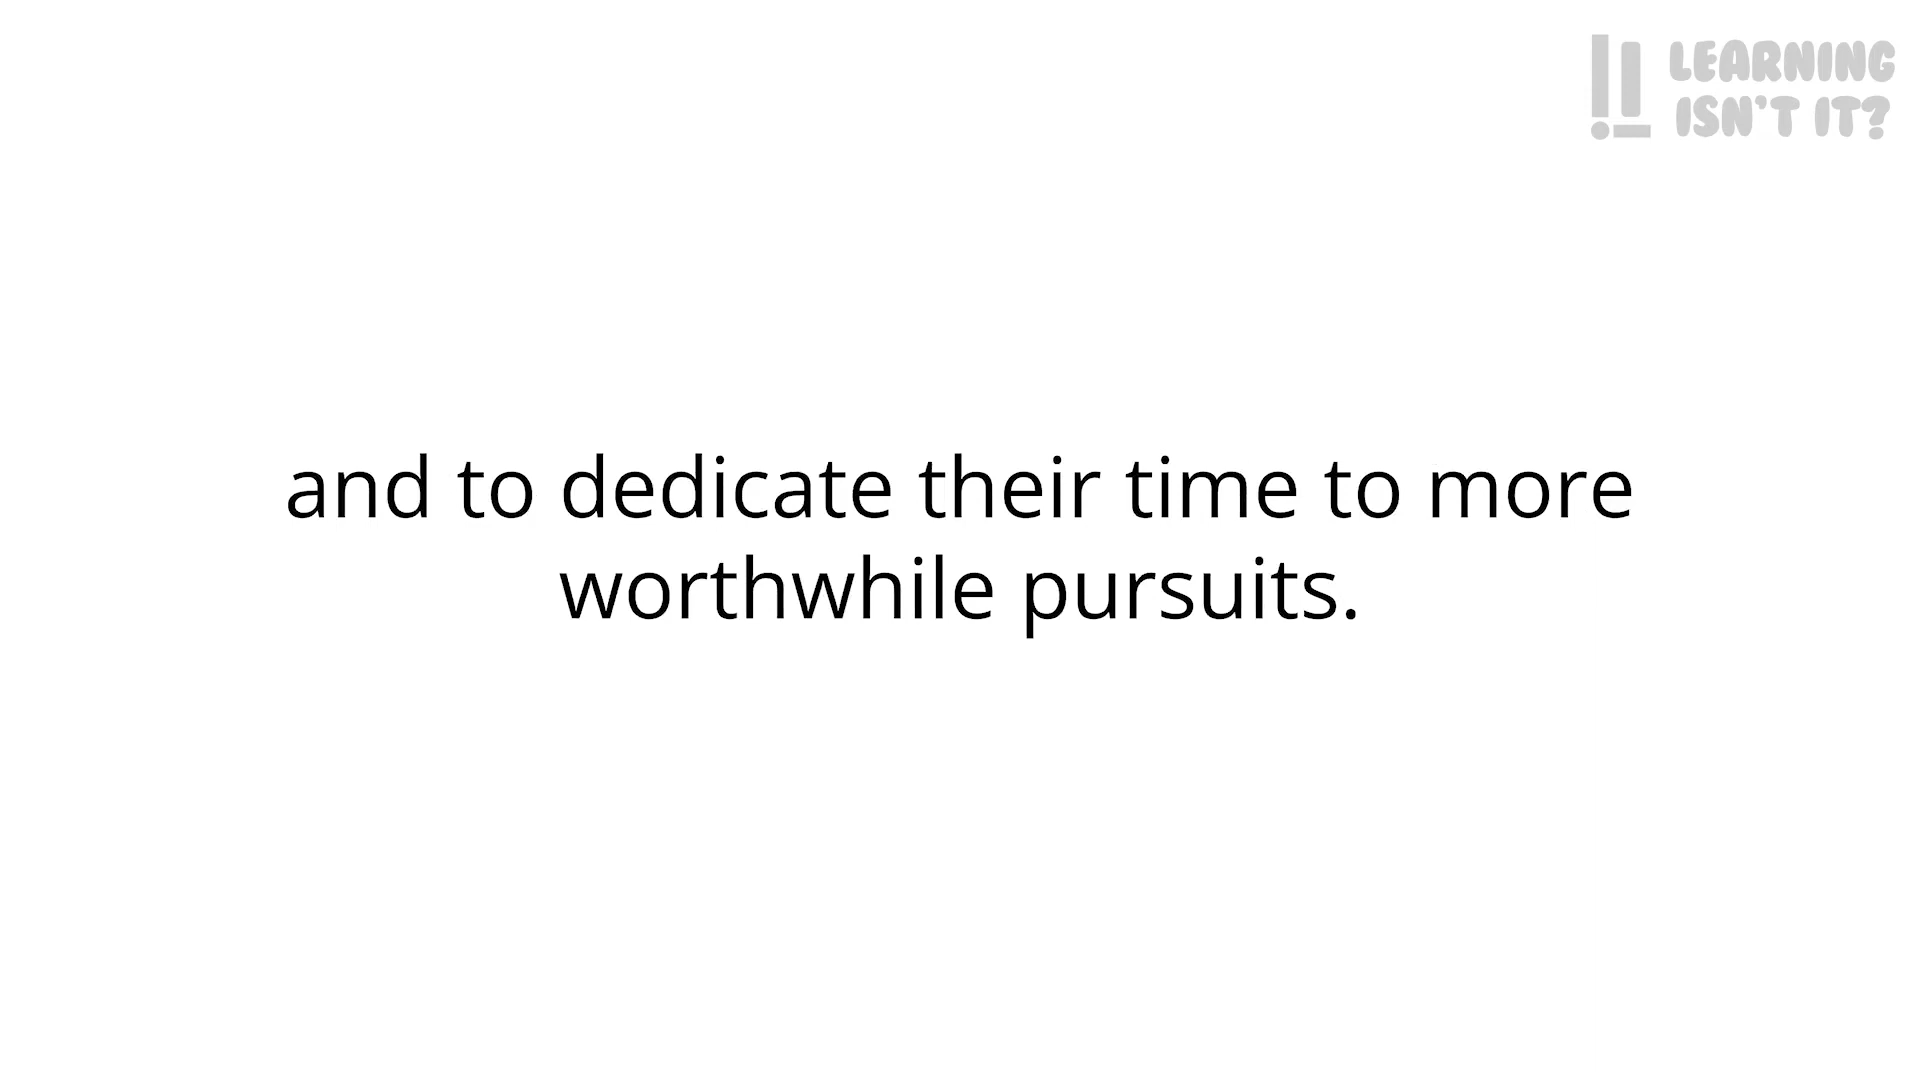 LEARNING
ISN'T IT?
and to dedicate their time to more
worthwhile pursuits.